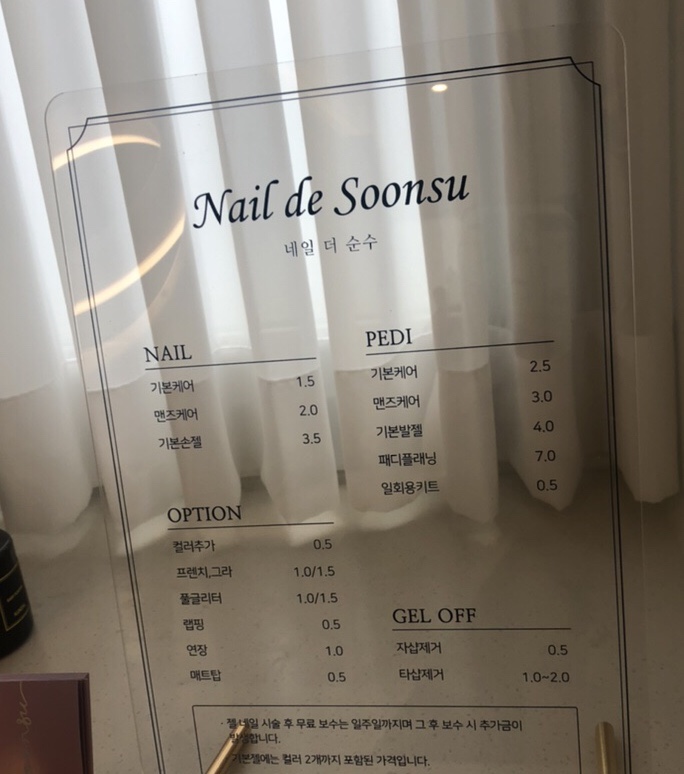 Nail de Soonsu
네일 더 순수
NAIL
기본케어 1.5
맨즈케어 2.0
기본손젤 3.5
PEDI
기본케어 2.5
맨즈케어 3.0
기본발젤 4.0
패디플래닝 7.0
일회용키트 0.5
OPTION
컬러추가 0.5
프렌치,그라 1.0/1.5
풀글리터 1.0/1.5
랩핑 0.5
연장 1.0
매트탑 0.5
GEL OFF
자샵제거 0.5
타샵제거 1.0~2.0
· 젤네일 시술 후 무료 보수는 일주일까지며 그 후 보수 시 추가금이
발생합니다.
기본젤에는 컬러 2개까지 포함된 가격입니다.